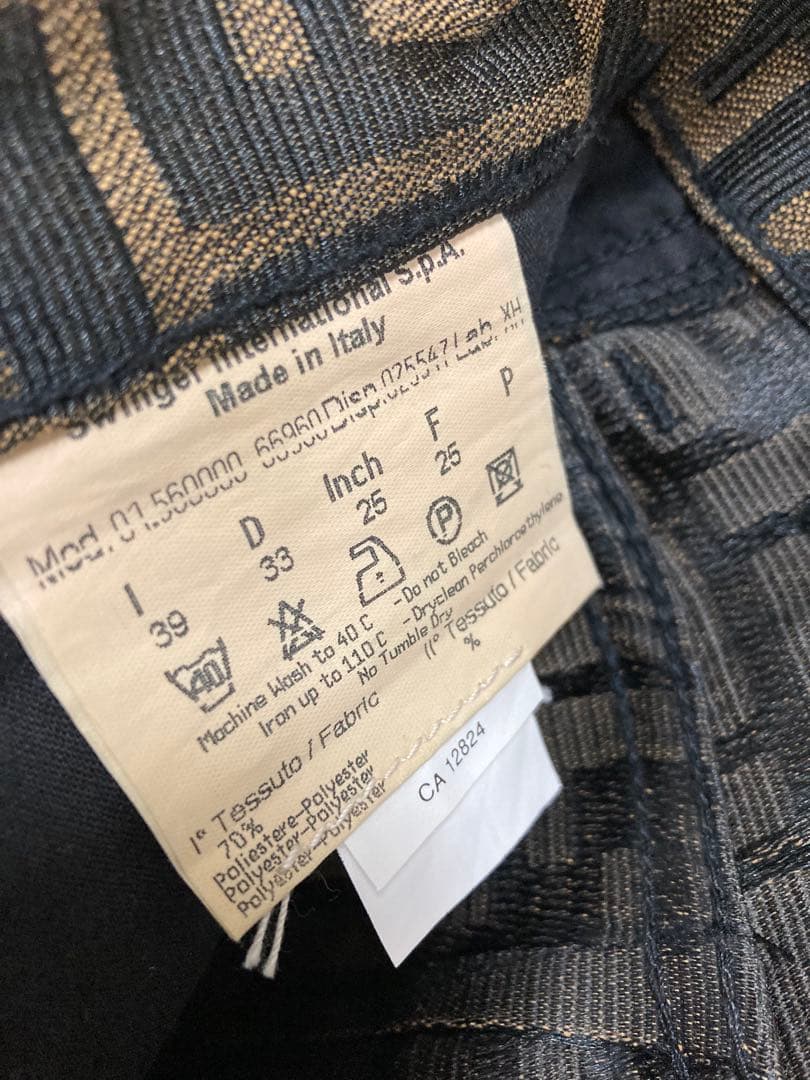 Swinger International S.p.A.
Made in Italy
Mod. 01.560000 66960 Disp.025547/Lab. XH
I D Inch F P
39 33 25 25
40 P
Machine Wash to 40 C -Do not Bleach
Iron up to 110 C -Dryclean Perchloroethylene
No Tumble Dry
I° Tessuto / Fabric II° Tessuto / Fabric
70% %
Poliestere-Polyester
Polyester-Polyester
Polyester-Polyester
CA 12824